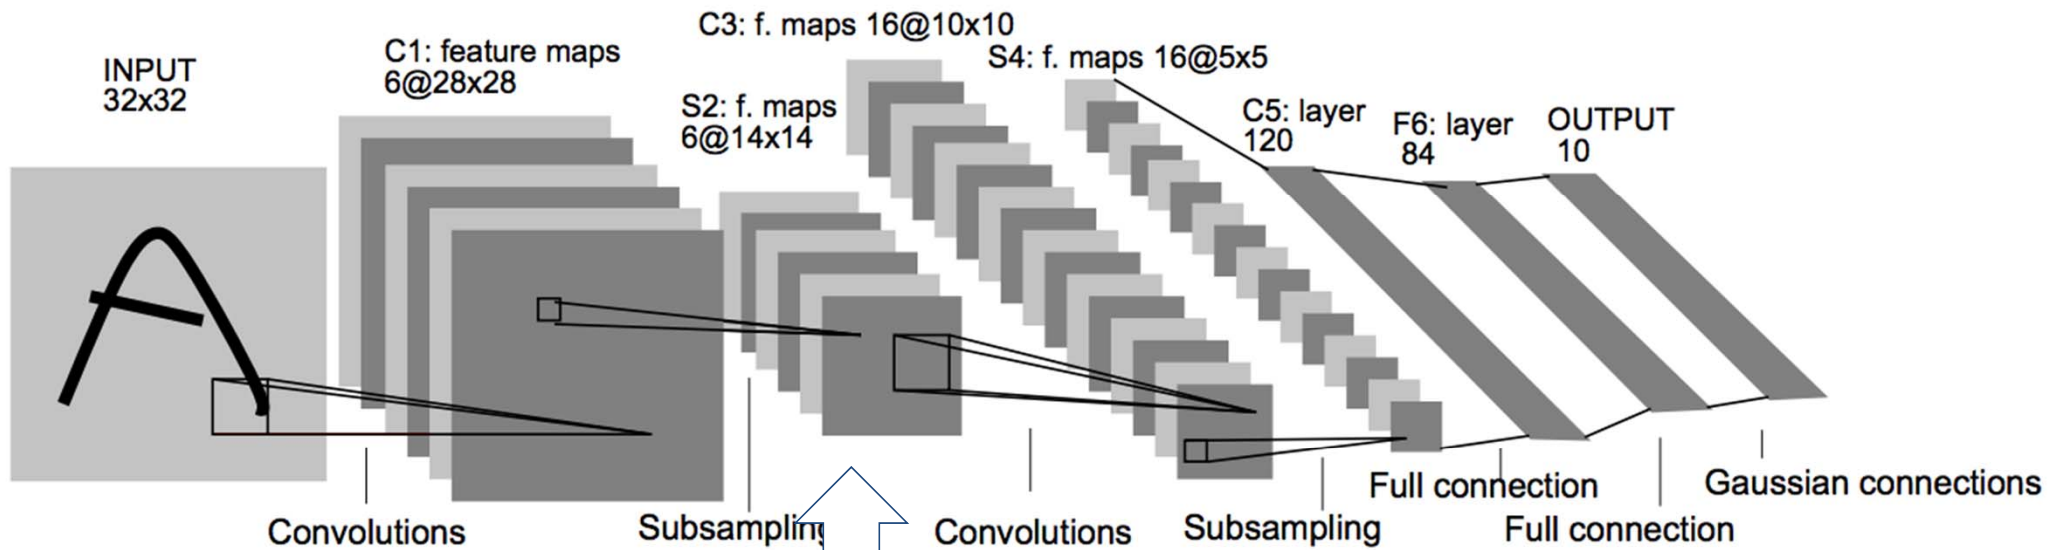 INPUT
32x32
C1: feature maps
6@28x28
S2: f. maps
6@14x14
C3: f. maps 16@10x10
S4: f. maps 16@5x5
C5: layer
120
F6: layer
84
OUTPUT
10
Convolutions
Subsampling
Convolutions
Subsampling
Full connection
Full connection
Gaussian connections